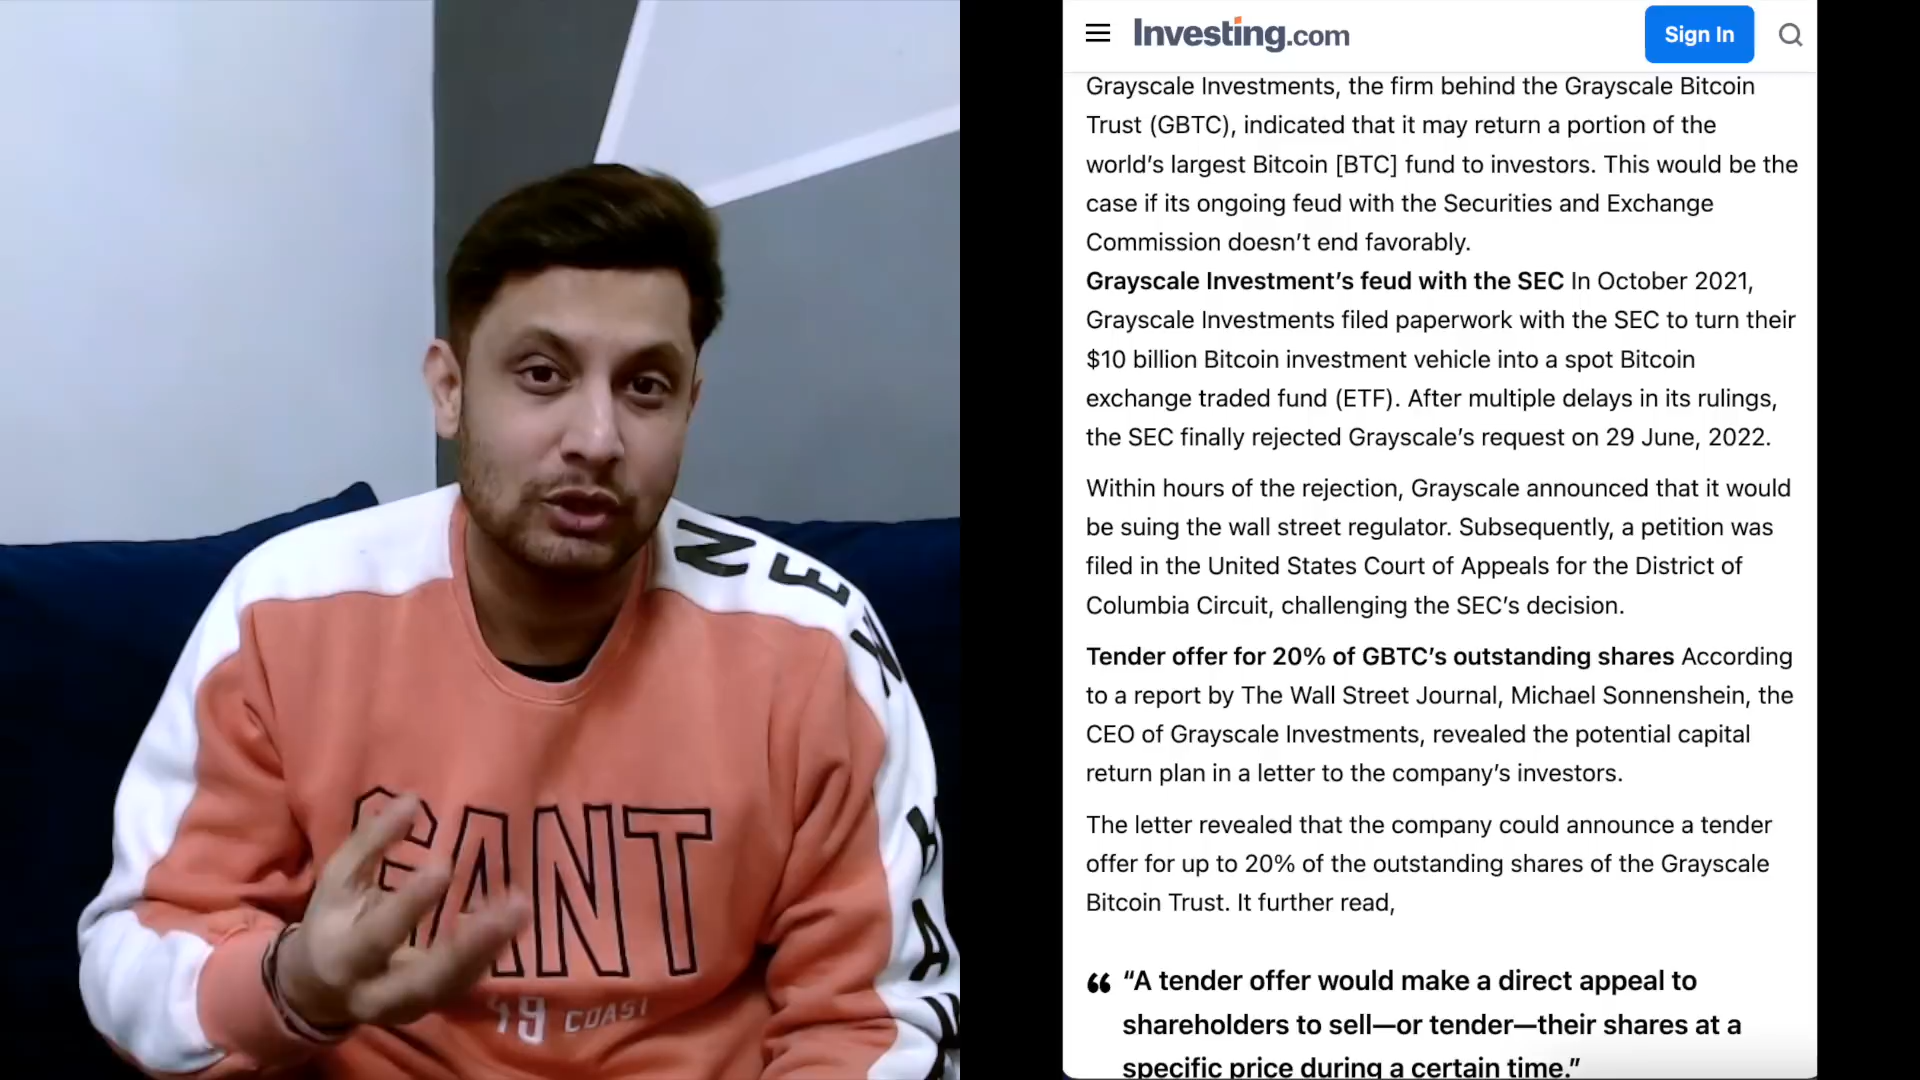 Investing.com
Sign In
Grayscale Investments, the firm behind the Grayscale Bitcoin
Trust (GBTC), indicated that it may return a portion of the
world’s largest Bitcoin [BTC] fund to investors. This would be the
case if its ongoing feud with the Securities and Exchange
Commission doesn’t end favorably.
Grayscale Investment’s feud with the SEC In October 2021,
Grayscale Investments filed paperwork with the SEC to turn their
$10 billion Bitcoin investment vehicle into a spot Bitcoin
exchange traded fund (ETF). After multiple delays in its rulings,
the SEC finally rejected Grayscale’s request on 29 June, 2022.
Within hours of the rejection, Grayscale announced that it would
be suing the wall street regulator. Subsequently, a petition was
filed in the United States Court of Appeals for the District of
Columbia Circuit, challenging the SEC’s decision.
Tender offer for 20% of GBTC’s outstanding shares According
to a report by The Wall Street Journal, Michael Sonnenshein, the
CEO of Grayscale Investments, revealed the potential capital
return plan in a letter to the company’s investors.
The letter revealed that the company could announce a tender
offer for up to 20% of the outstanding shares of the Grayscale
Bitcoin Trust. It further read,
“A tender offer would make a direct appeal to
shareholders to sell—or tender—their shares at a
specific price during a certain time.”
GANT
49 COAST